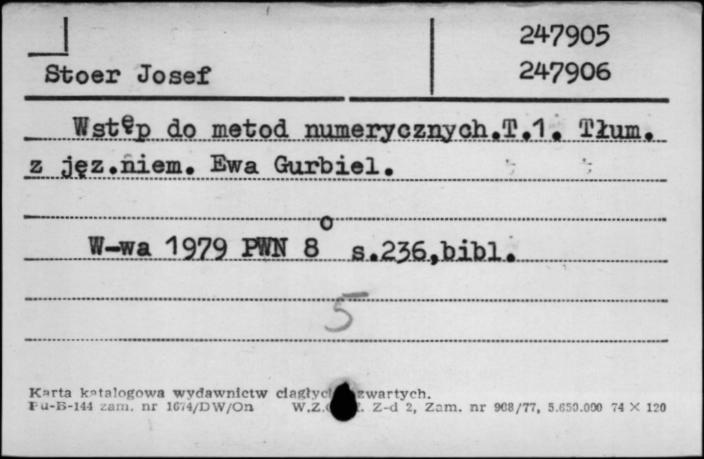 247905
Stoer Josef 247906
Wstęp do metod numerycznych.T.1. Tłum.
z jęz.niem. Ewa Gurbiel.
W-wa 1979 PWN 8° s.236,bibl.
5
Karta katalogowa wydawnictw ciągłych zwartych.
Pu-B-144 zam. nr 1674/DW/On Z-d 2, Zam. nr 908/77, 5.650.000 74 × 120